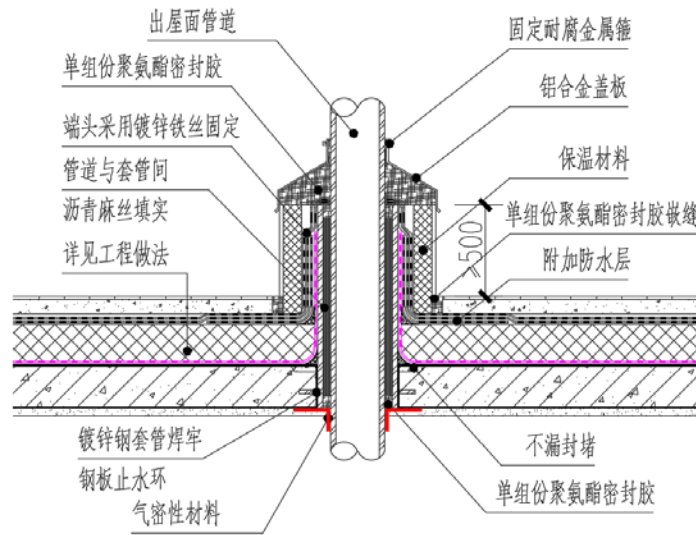 出屋面管道
单组份聚氨酯密封胶
端头采用镀锌铁丝固定
管道与套管间
沥青麻丝填实
详见工程做法
固定耐腐金属箍
铝合金盖板
保温材料
单组份聚氨酯密封胶嵌缝
≥500
附加防水层
镀锌钢套管焊牢
钢板止水环
气密性材料
不漏封堵
单组份聚氨酯密封胶